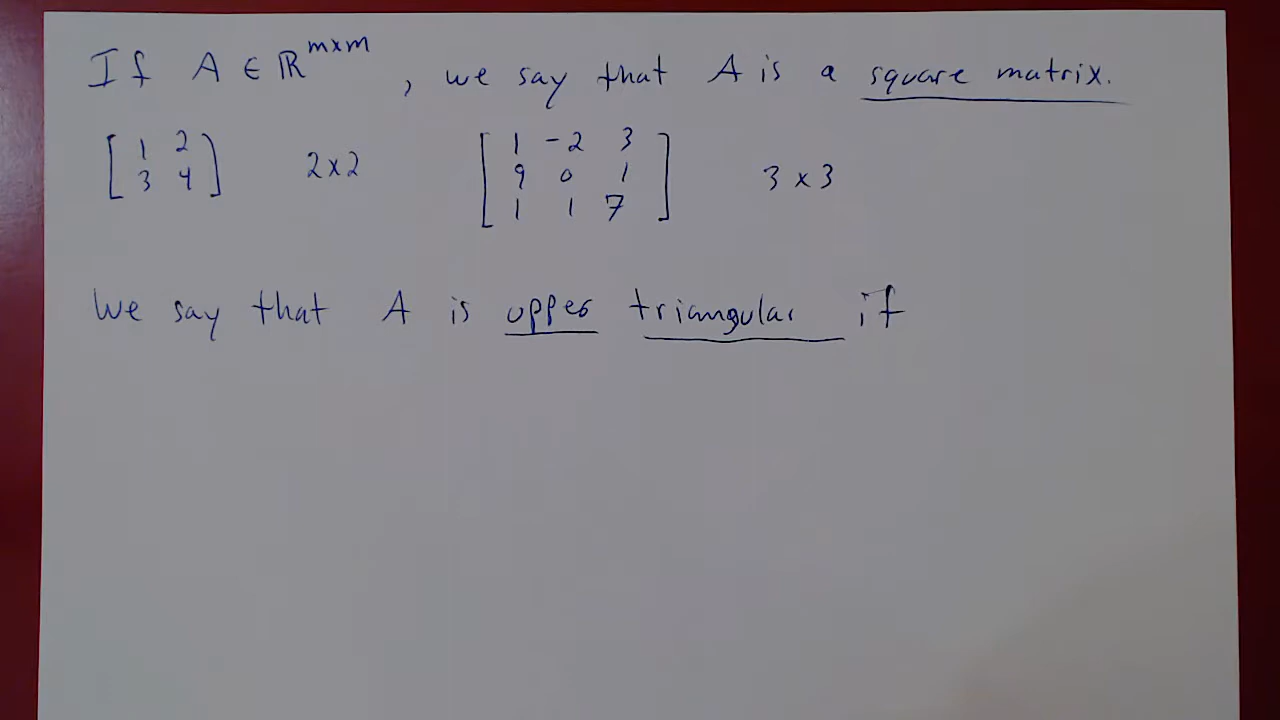 If A ∈ ℝ^{m×m}, we say that A is a square matrix.
[1 2; 3 4] 2×2 [1 -2 3; 9 0 1; 1 1 7] 3×3
We say that A is upper triangular if